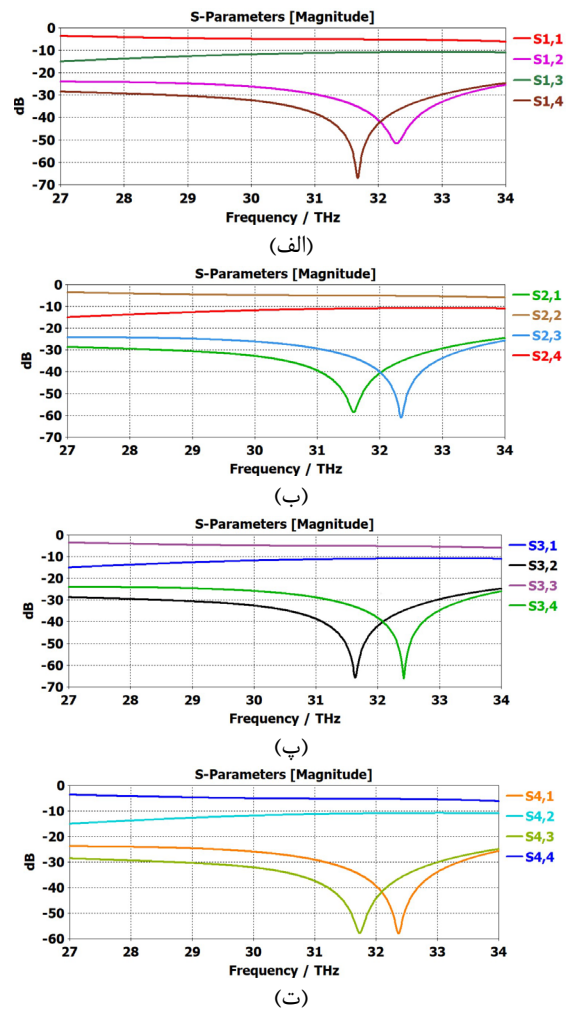 S-Parameters [Magnitude]
0
-10
-20
-30
-40
-50
-60
-70
dB
27 28 29 30 31 32 33 34
Frequency / THz
S1,1
S1,2
S1,3
S1,4
(الف)
S-Parameters [Magnitude]
0
-10
-20
-30
-40
-50
-60
-70
dB
27 28 29 30 31 32 33 34
Frequency / THz
S2,1
S2,2
S2,3
S2,4
(ب)
S-Parameters [Magnitude]
0
-10
-20
-30
-40
-50
-60
-70
dB
27 28 29 30 31 32 33 34
Frequency / THz
S3,1
S3,2
S3,3
S3,4
(پ)
S-Parameters [Magnitude]
0
-10
-20
-30
-40
-50
-60
dB
27 28 29 30 31 32 33 34
Frequency / THz
S4,1
S4,2
S4,3
S4,4
(ت)